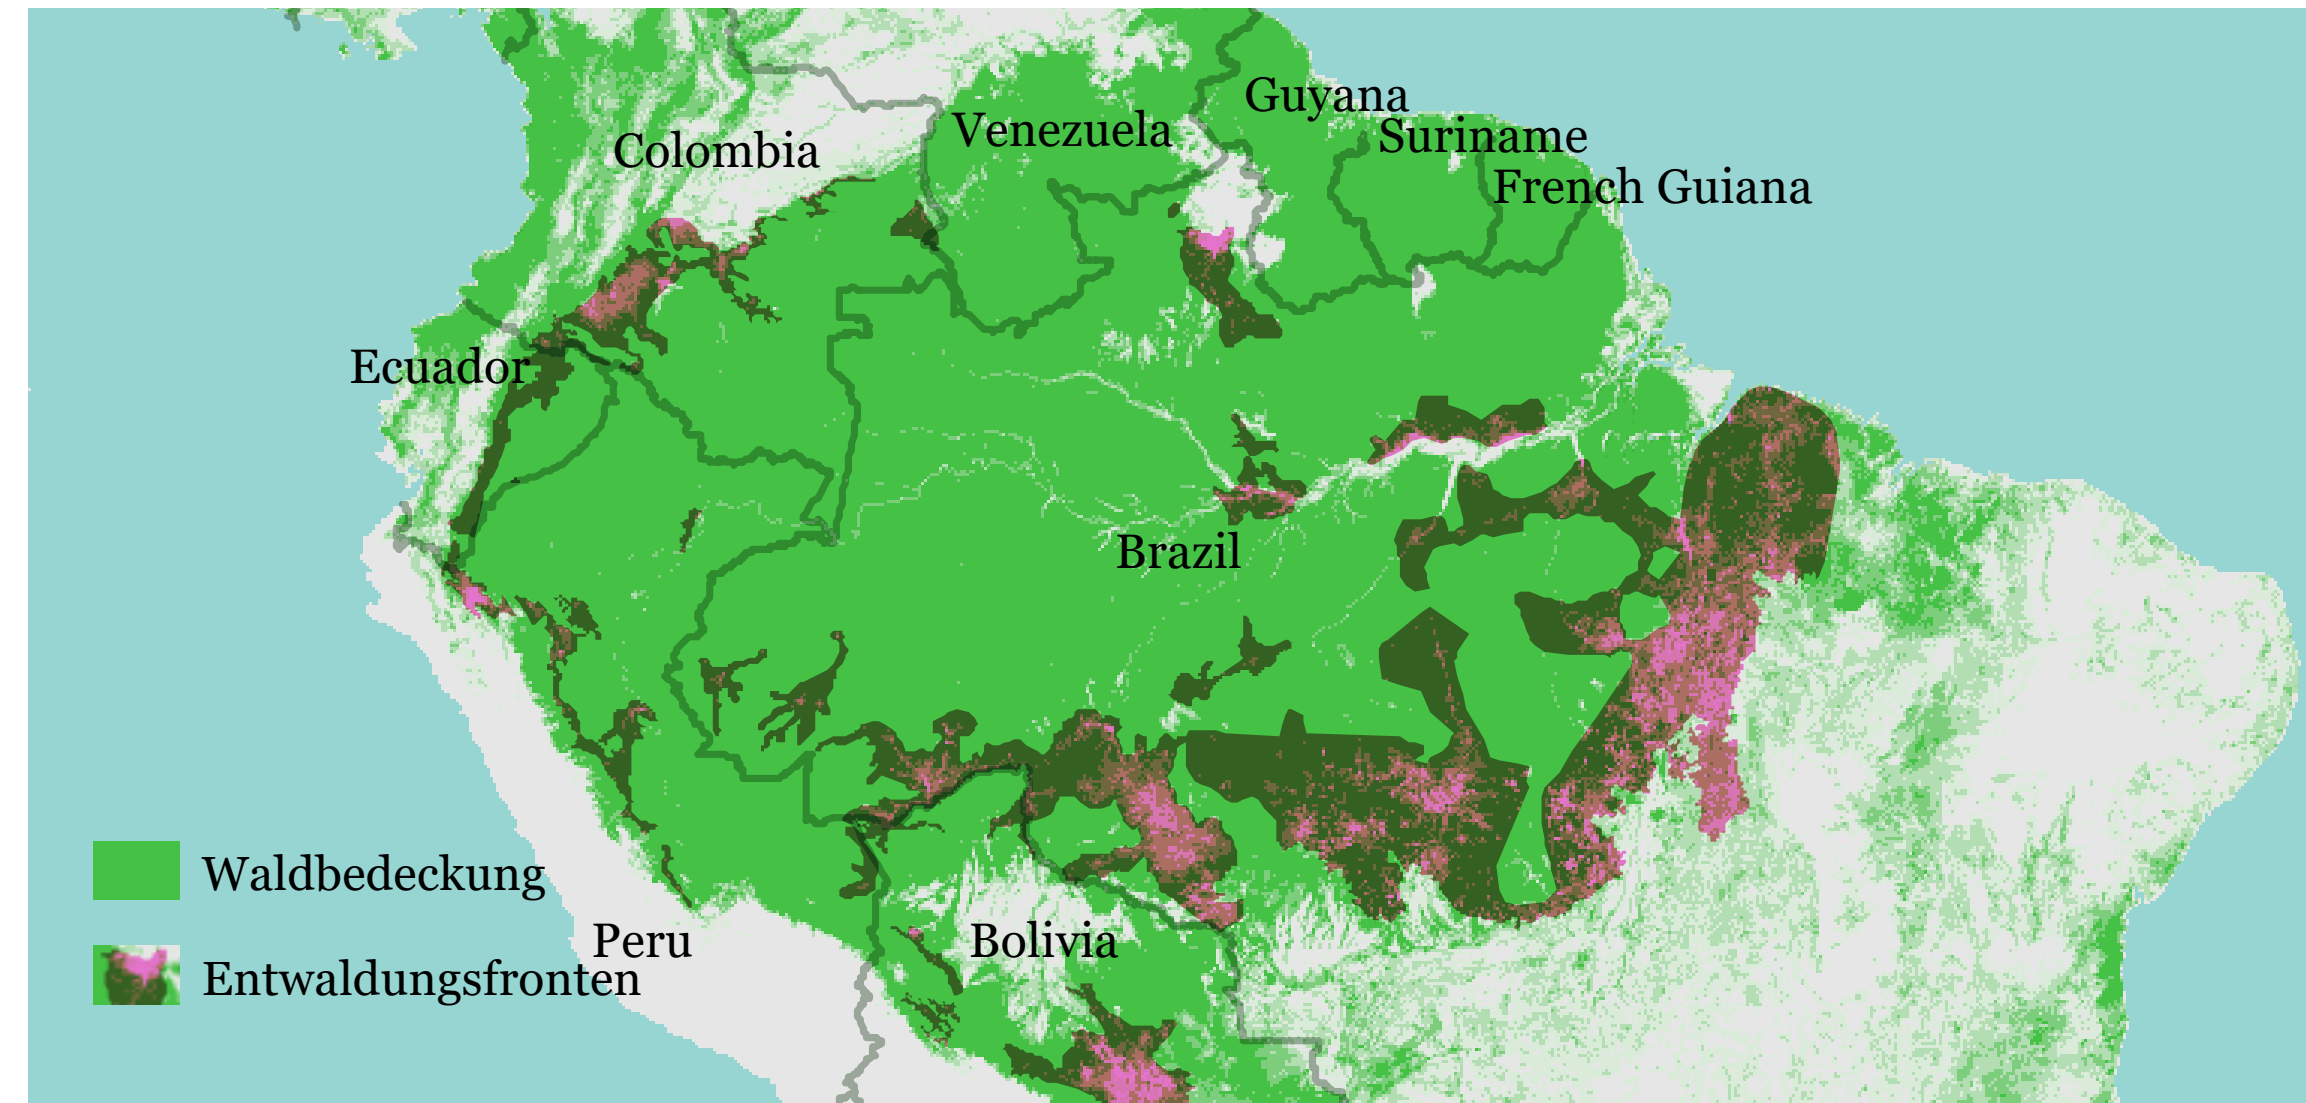 Guyana
Venezuela
Suriname
Colombia
French Guiana
Ecuador
Brazil
Waldbedeckung
Peru
Bolivia
Entwaldungsfronten